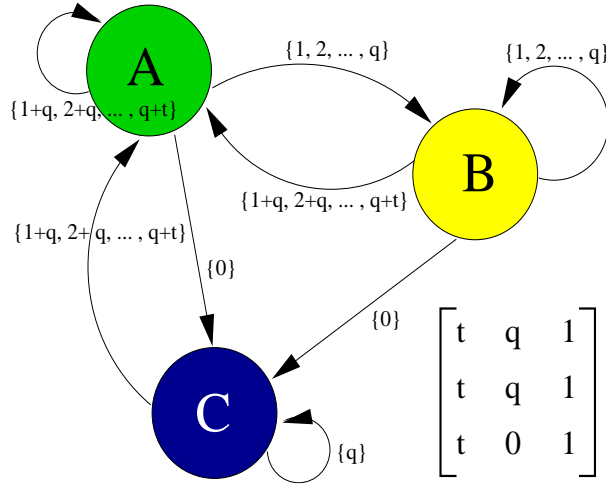 A
{1, 2, ... , q}
{1, 2, ... , q}
{1+q, 2+q, ... , q+t}
B
{1+q, 2+q, ... , q+t}
{1+q, 2+ q, ... , q+t}
{0}
{0}
t q 1
t q 1
t 0 1
C
{q}